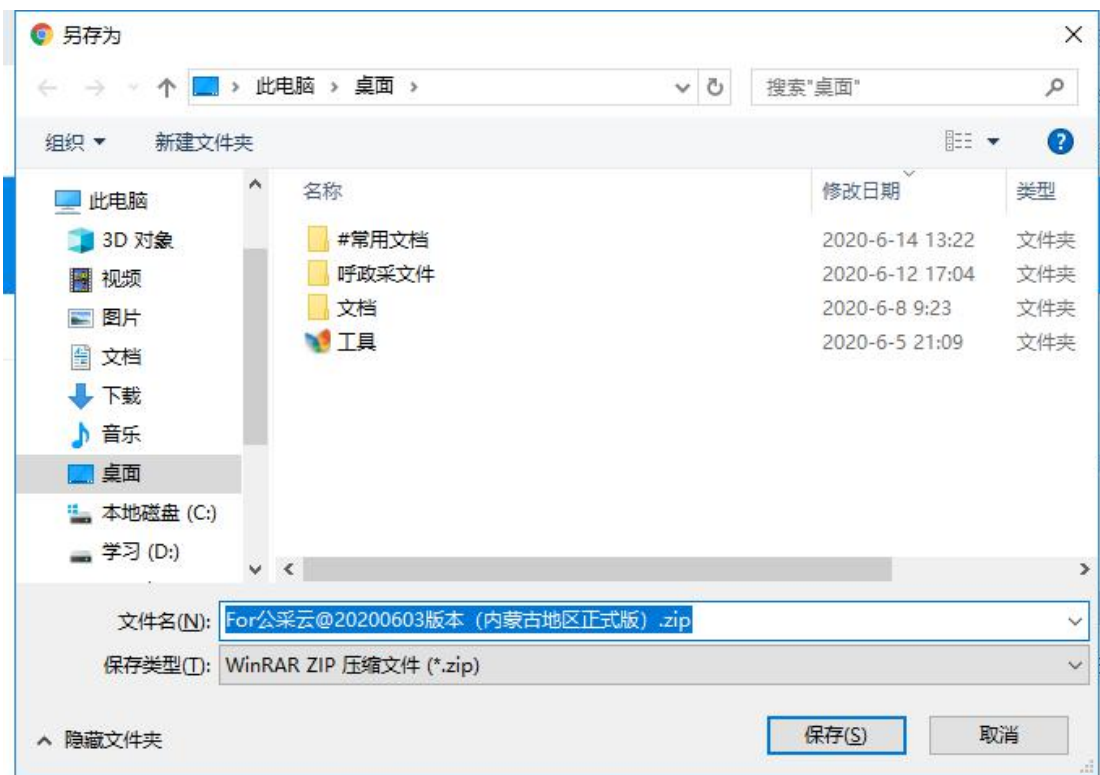 另存为
此电脑 › 桌面 ›
搜索"桌面"
组织 新建文件夹
名称 修改日期 类型
#常用文档 2020-6-14 13:22 文件夹
呼政采文件 2020-6-12 17:04 文件夹
文档 2020-6-8 9:23 文件夹
工具 2020-6-5 21:09 文件夹
此电脑
3D 对象
视频
图片
文档
下载
音乐
桌面
本地磁盘 (C:)
学习 (D:)
文件名(N): For公采云@20200603版本（内蒙古地区正式版）.zip
保存类型(T): WinRAR ZIP 压缩文件 (*.zip)
隐藏文件夹 保存(S) 取消